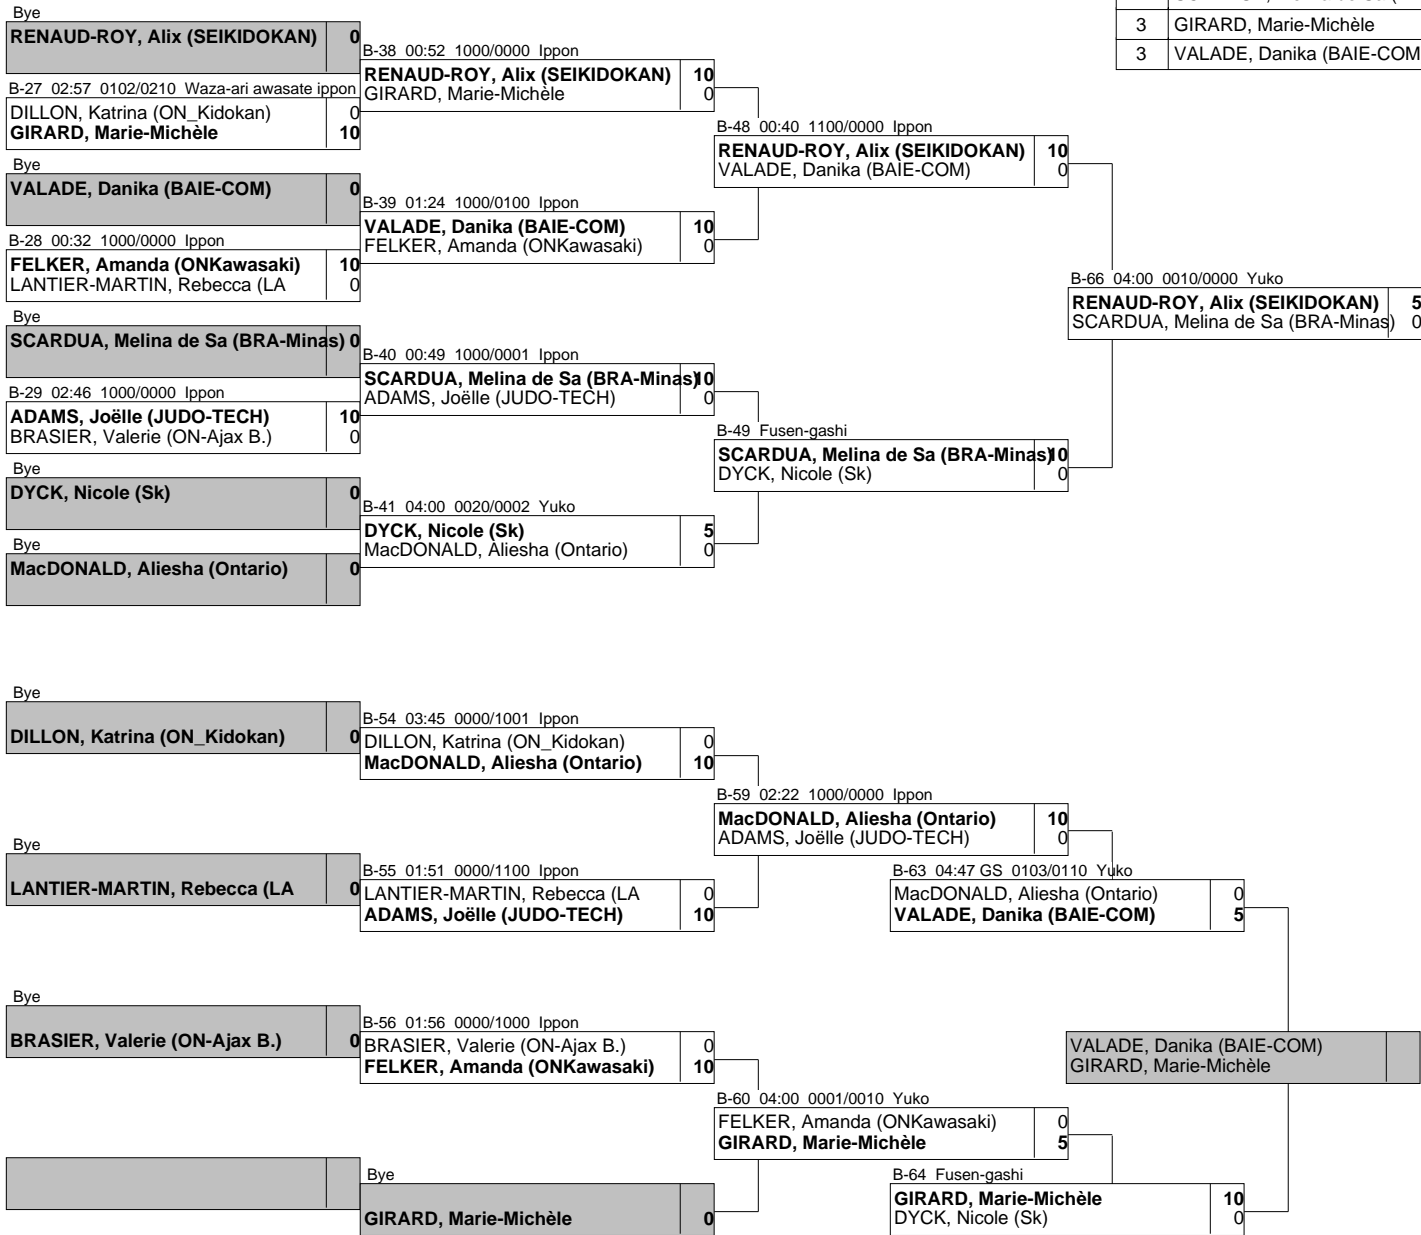 3 GIRARD, Marie-Michèle
3 VALADE, Danika (BAIE-COM
Bye
RENAUD-ROY, Alix (SEIKIDOKAN) 0
B-27 02:57 0102/0210 Waza-ari awasate ippon
DILLON, Katrina (ON_Kidokan) 0
GIRARD, Marie-Michèle 10
Bye
VALADE, Danika (BAIE-COM) 0
B-28 00:32 1000/0000 Ippon
FELKER, Amanda (ONKawasaki) 10
LANTIER-MARTIN, Rebecca (LA 0
Bye
SCARDUA, Melina de Sa (BRA-Minas) 0
B-29 02:46 1000/0000 Ippon
ADAMS, Joëlle (JUDO-TECH) 10
BRASIER, Valerie (ON-Ajax B.) 0
Bye
DYCK, Nicole (Sk) 0
Bye
MacDONALD, Aliesha (Ontario) 0
B-38 00:52 1000/0000 Ippon
RENAUD-ROY, Alix (SEIKIDOKAN) 10
GIRARD, Marie-Michèle 0
B-39 01:24 1000/0100 Ippon
VALADE, Danika (BAIE-COM) 10
FELKER, Amanda (ONKawasaki) 0
B-40 00:49 1000/0001 Ippon
SCARDUA, Melina de Sa (BRA-Minas) 10
ADAMS, Joëlle (JUDO-TECH) 0
B-41 04:00 0020/0002 Yuko
DYCK, Nicole (Sk) 5
MacDONALD, Aliesha (Ontario) 0
B-48 00:40 1100/0000 Ippon
RENAUD-ROY, Alix (SEIKIDOKAN) 10
VALADE, Danika (BAIE-COM) 0
B-49 Fusen-gashi
SCARDUA, Melina de Sa (BRA-Minas) 10
DYCK, Nicole (Sk) 0
B-66 04:00 0010/0000 Yuko
RENAUD-ROY, Alix (SEIKIDOKAN) 5
SCARDUA, Melina de Sa (BRA-Minas) 0
Bye
DILLON, Katrina (ON_Kidokan) 0
Bye
LANTIER-MARTIN, Rebecca (LA 0
Bye
BRASIER, Valerie (ON-Ajax B.) 0
B-54 03:45 0000/1001 Ippon
DILLON, Katrina (ON_Kidokan) 0
MacDONALD, Aliesha (Ontario) 10
B-55 01:51 0000/1100 Ippon
LANTIER-MARTIN, Rebecca (LA 0
ADAMS, Joëlle (JUDO-TECH) 10
B-56 01:56 0000/1000 Ippon
BRASIER, Valerie (ON-Ajax B.) 0
FELKER, Amanda (ONKawasaki) 10
Bye
GIRARD, Marie-Michèle 0
B-59 02:22 1000/0000 Ippon
MacDONALD, Aliesha (Ontario) 10
ADAMS, Joëlle (JUDO-TECH) 0
B-60 04:00 0001/0010 Yuko
FELKER, Amanda (ONKawasaki) 0
GIRARD, Marie-Michèle 5
B-63 04:47 GS 0103/0110 Yuko
MacDONALD, Aliesha (Ontario) 0
VALADE, Danika (BAIE-COM) 5
B-64 Fusen-gashi
GIRARD, Marie-Michèle 10
DYCK, Nicole (Sk) 0
VALADE, Danika (BAIE-COM)
GIRARD, Marie-Michèle